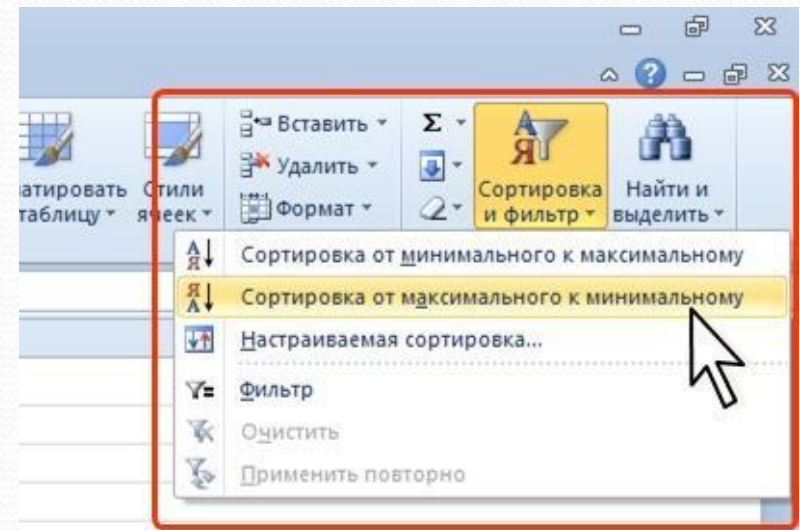 Вставить
Удалить
Формат
Σ
атировать
таблицу
Стили
ячеек
Сортировка
и фильтр
Найти и
выделить
Сортировка от минимального к максимальному
Сортировка от максимального к минимальному
Настраиваемая сортировка...
Фильтр
Очистить
Применить повторно